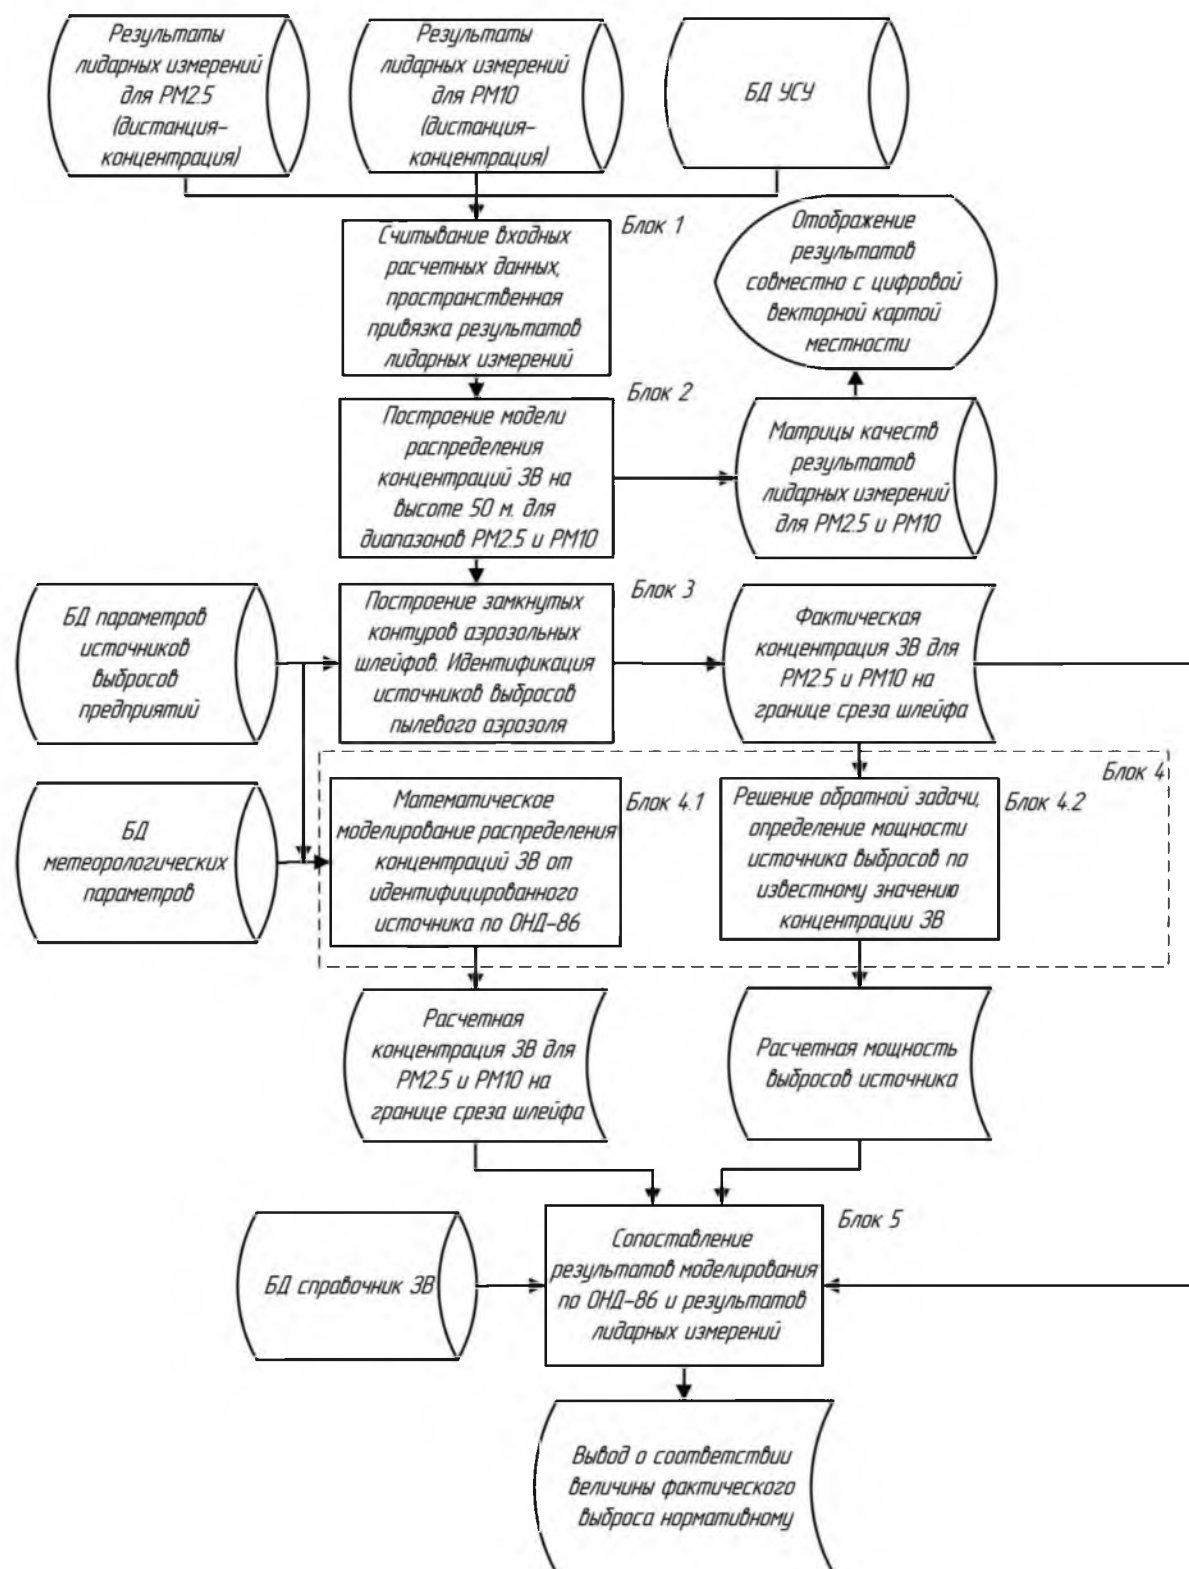 Результаты
лидарных измерений
для PM2.5
(дистанция-
концентрация)
Результаты
лидарных измерений
для PM10
(дистанция-
концентрация)
БД УСУ
Блок 1
Считывание входных
расчетных данных,
пространственная
привязка результатов
лидарных измерений
Отображение
результатов
совместно с цифровой
векторной картой
местности
Блок 2
Построение модели
распределения
концентраций ЗВ на
высоте 50 м. для
диапазонов PM2.5 и PM10
Матрицы качеств
результатов
лидарных измерений
для PM2.5 и PM10
БД параметров
источников
выбросов
предприятий
Блок 3
Построение замкнутых
контуров аэрозольных
шлейфов. Идентификация
источников выбросов
пылевого аэрозоля
Фактическая
концентрация ЗВ для
PM2.5 и PM10 на
границе среза шлейфа
Блок 4
БД
метеорологических
параметров
Блок 4.1
Математическое
моделирование распределения
концентраций ЗВ от
идентифицированного
источника по ОНД-86
Блок 4.2
Решение обратной задачи,
определение мощности
источника выбросов по
известному значению
концентрации ЗВ
Расчетная
концентрация ЗВ для
PM2.5 и PM10 на
границе среза шлейфа
Расчетная мощность
выбросов источника
БД справочник ЗВ
Блок 5
Сопоставление
результатов моделирования
по ОНД-86 и результатов
лидарных измерений
Вывод о соответствии
величины фактического
выброса нормативному